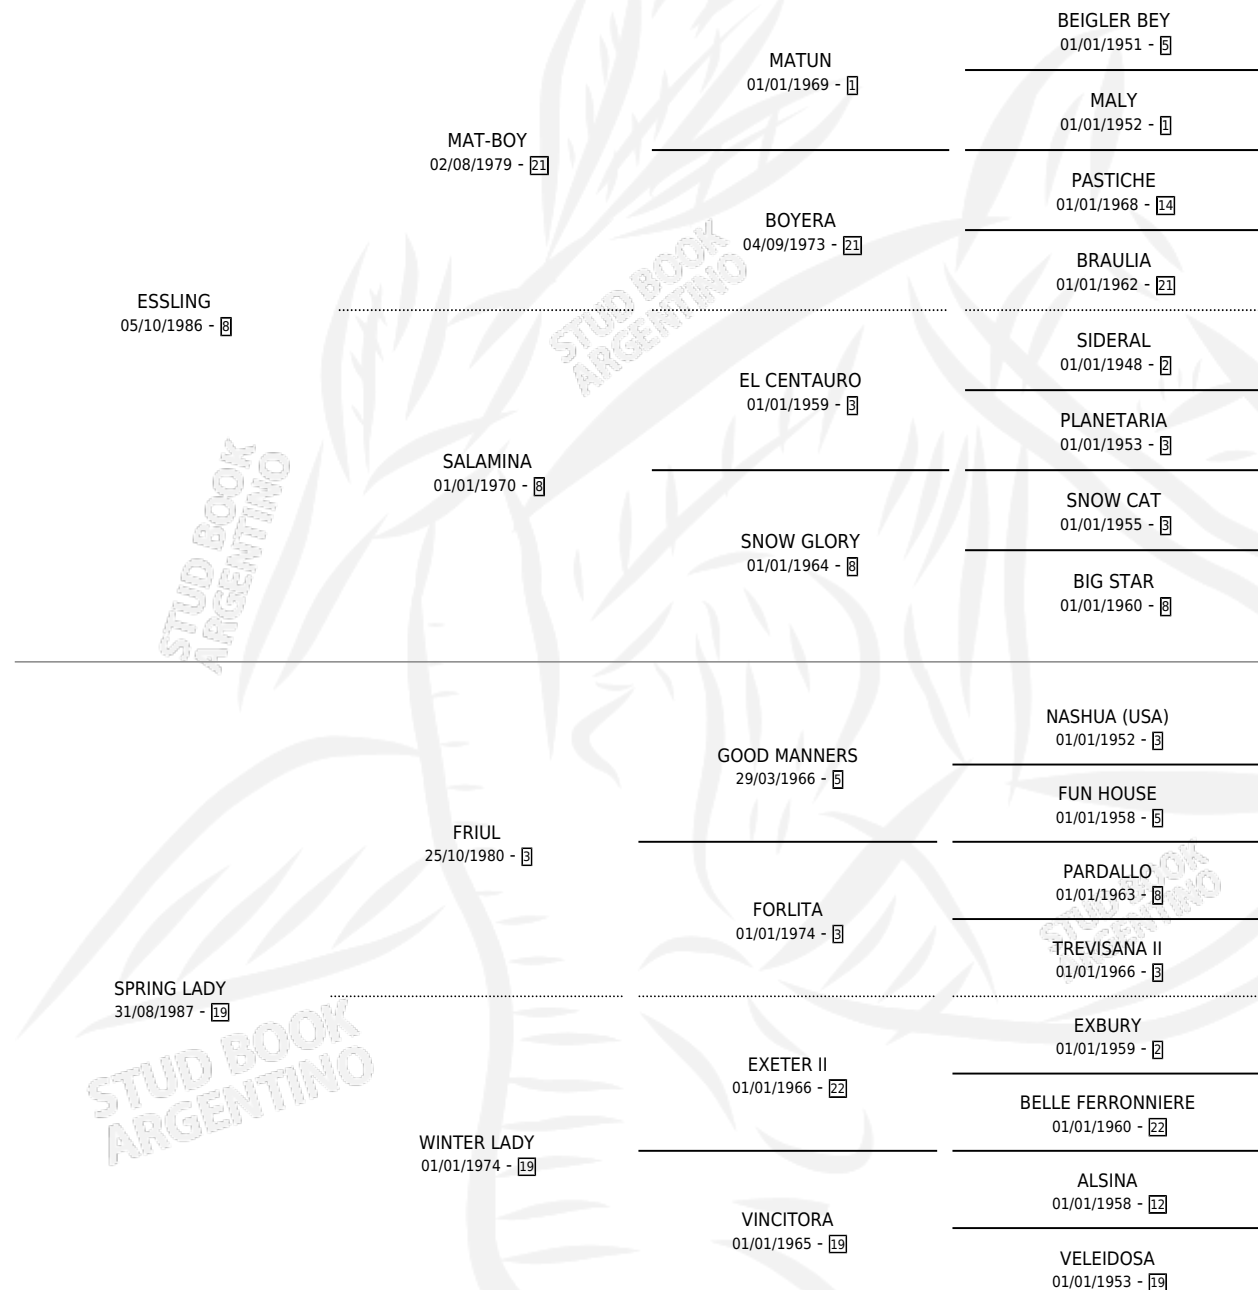 BEIGLER BEY
01/01/1951 - 5
MATUN
01/01/1969 - 1
MALY
01/01/1952 - 1
MAT-BOY
02/08/1979 - 21
PASTICHE
01/01/1968 - 14
BOYERA
04/09/1973 - 21
BRAULIA
01/01/1962 - 21
ESSLING
05/10/1986 - 8
SIDERAL
01/01/1948 - 2
EL CENTAURO
01/01/1959 - 3
PLANETARIA
01/01/1953 - 3
SALAMINA
01/01/1970 - 8
SNOW CAT
01/01/1955 - 3
SNOW GLORY
01/01/1964 - 8
BIG STAR
01/01/1960 - 8
NASHUA (USA)
01/01/1952 - 3
GOOD MANNERS
29/03/1966 - 5
FUN HOUSE
01/01/1958 - 5
FRIUL
25/10/1980 - 3
PARDALLO
01/01/1963 - 8
FORLITA
01/01/1974 - 3
TREVISANA II
01/01/1966 - 3
SPRING LADY
31/08/1987 - 19
EXBURY
01/01/1959 - 2
EXETER II
01/01/1966 - 22
BELLE FERRONNIERE
01/01/1960 - 22
WINTER LADY
01/01/1974 - 19
ALSINA
01/01/1958 - 12
VINCITORA
01/01/1965 - 19
VELEIDOSA
01/01/1953 - 19
STUD BOOK
ARGENTINO
STUD BOOK
ARGENTINO
STUD BOOK
ARGENTINO
STUD BOOK
ARGENTINO